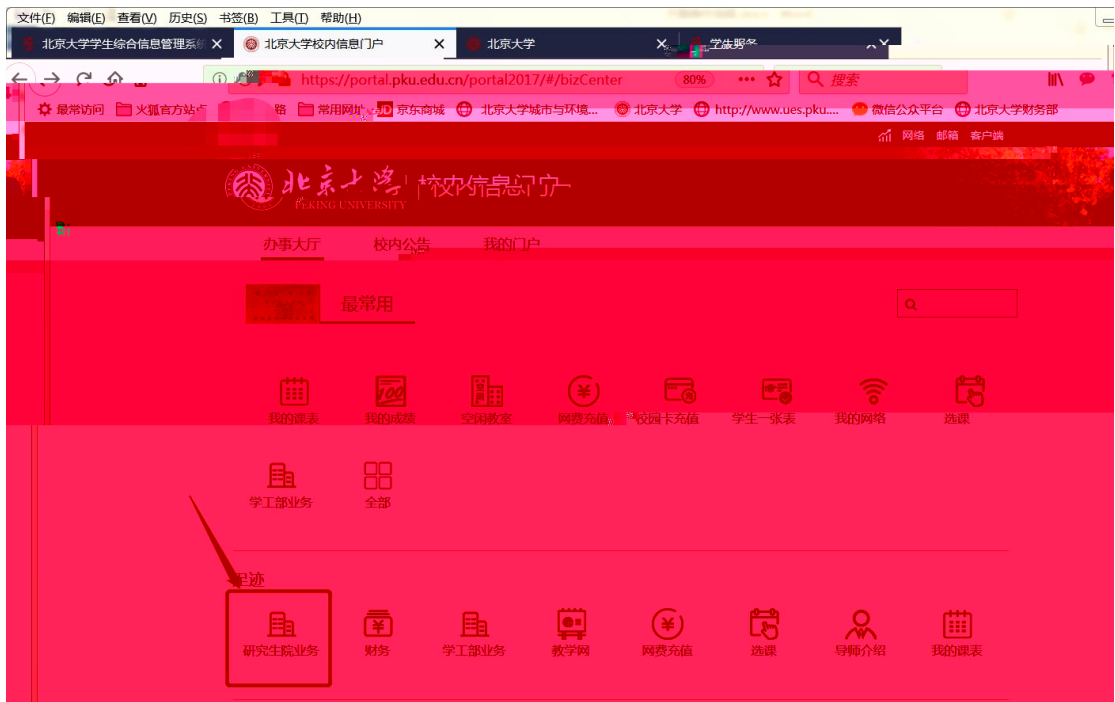 文件(F) 编辑(E) 查看(V) 历史(S) 书签(B) 工具(T) 帮助(H)
北京大学学生综合信息管理系统 北京大学校内信息门户 北京大学
https://portal.pku.edu.cn/portal2017/#/bizCenter 80% 搜索
最常访问 火狐官方站点 常用网址 JD 京东商城 北京大学城市与环境... 北京大学 http://www.ues.pku.... 微信公众平台 北京大学财务部
网络 邮箱 客户端
北京大学 校内信息门户
PEKING UNIVERSITY
办事大厅 校内公告 我的门户
最常用
我的课表 我的成绩 空闲教室 网费充值 校园卡充值 学生一张表 我的网络 选课
学工部业务 全部
足迹
研究生院业务 财务 学工部业务 教学网 网费充值 选课 导师介绍 我的课表